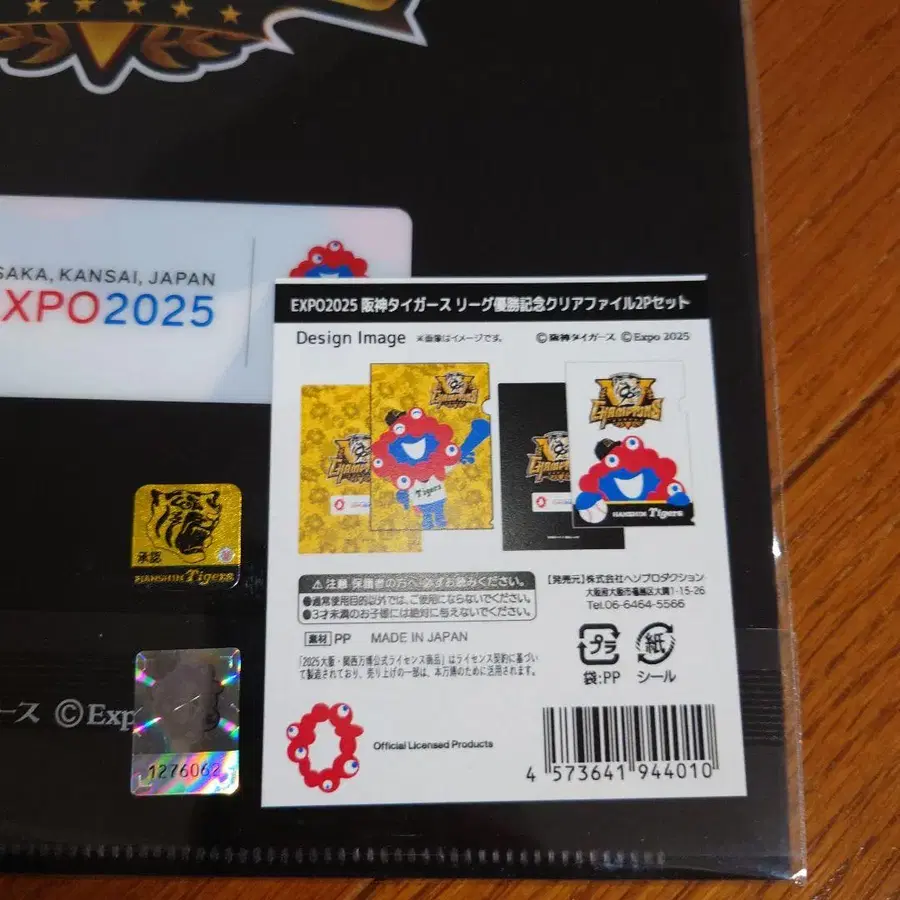 SAKA, KANSAI, JAPAN
EXPO2025
EXPO2025 阪神タイガース リーグ優勝記念クリアファイル2Pセット
Design Image ※画像はイメージです。 ©阪神タイガース ©Expo 2025
CHAMPIONS
CHAMPIONS
Tigers
HANSHIN Tigers
承認
HANSHIN Tigers
⚠注意 保護者の方へ 必ずお読みください。
●通常使用目的以外では、ご使用にならないでください。
●3才未満のお子様には絶対に与えないでください。
素材 PP MADE IN JAPAN
「2025大阪・関西万博公式ライセンス商品」はライセンス契約に基づい
て製造されており、売り上げの一部は、本万博のために活用されます。
【発売元】株式会社ヘソプロダクション
大阪府大阪市福島区大開1-15-26
Tel.06-6464-5566
プラ 紙
袋:PP シール
Official Licensed Products
4 573641 944010
ース ©Exp
1276062